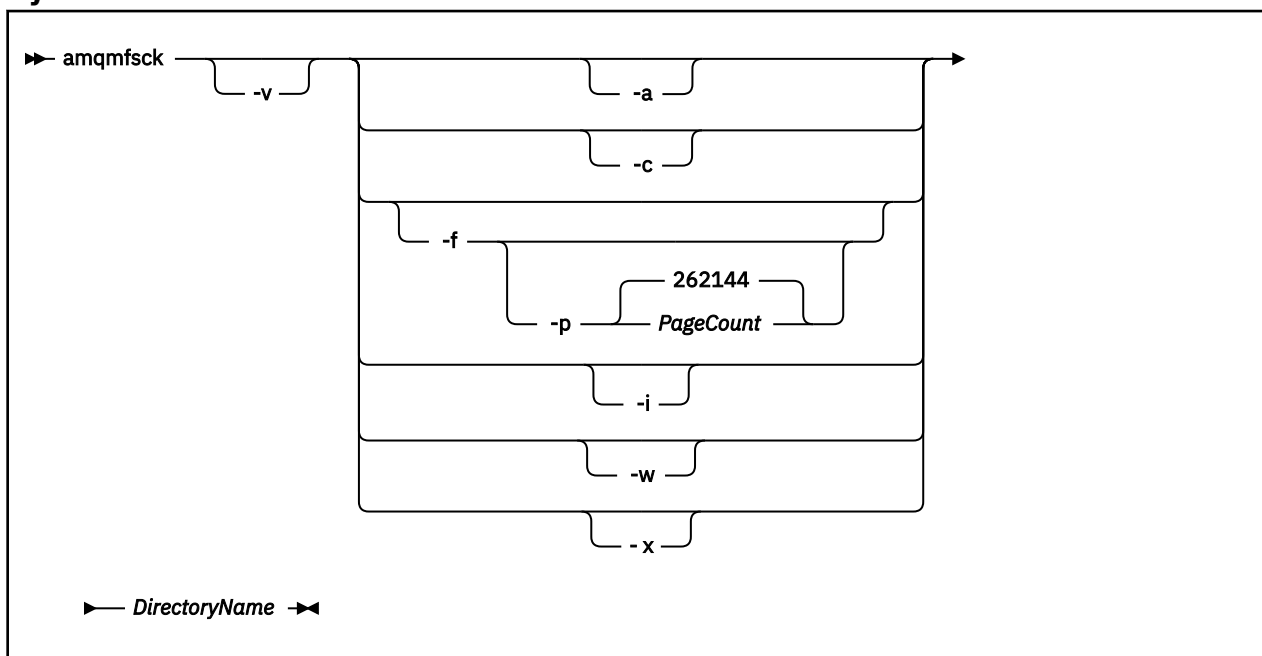 amqmfsck
-v
-a
-c
-f
262144
-p PageCount
-i
-w
- x
DirectoryName